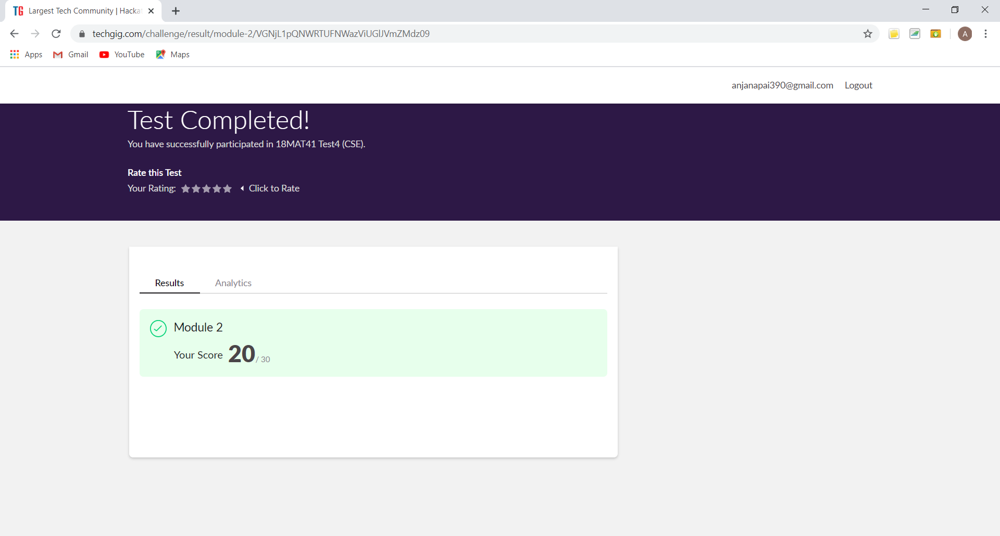 TG Largest Tech Community | Hacka
techgig.com/challenge/result/module-2/VGNjL1pQNWRTUFNWazViUGlJVmZMdz09
A
Apps Gmail YouTube Maps
anjanapai390@gmail.com Logout
Test Completed!
You have successfully participated in 18MAT41 Test4 (CSE).
Rate this Test
Your Rating: Click to Rate
Results Analytics
Module 2
Your Score 20 / 30